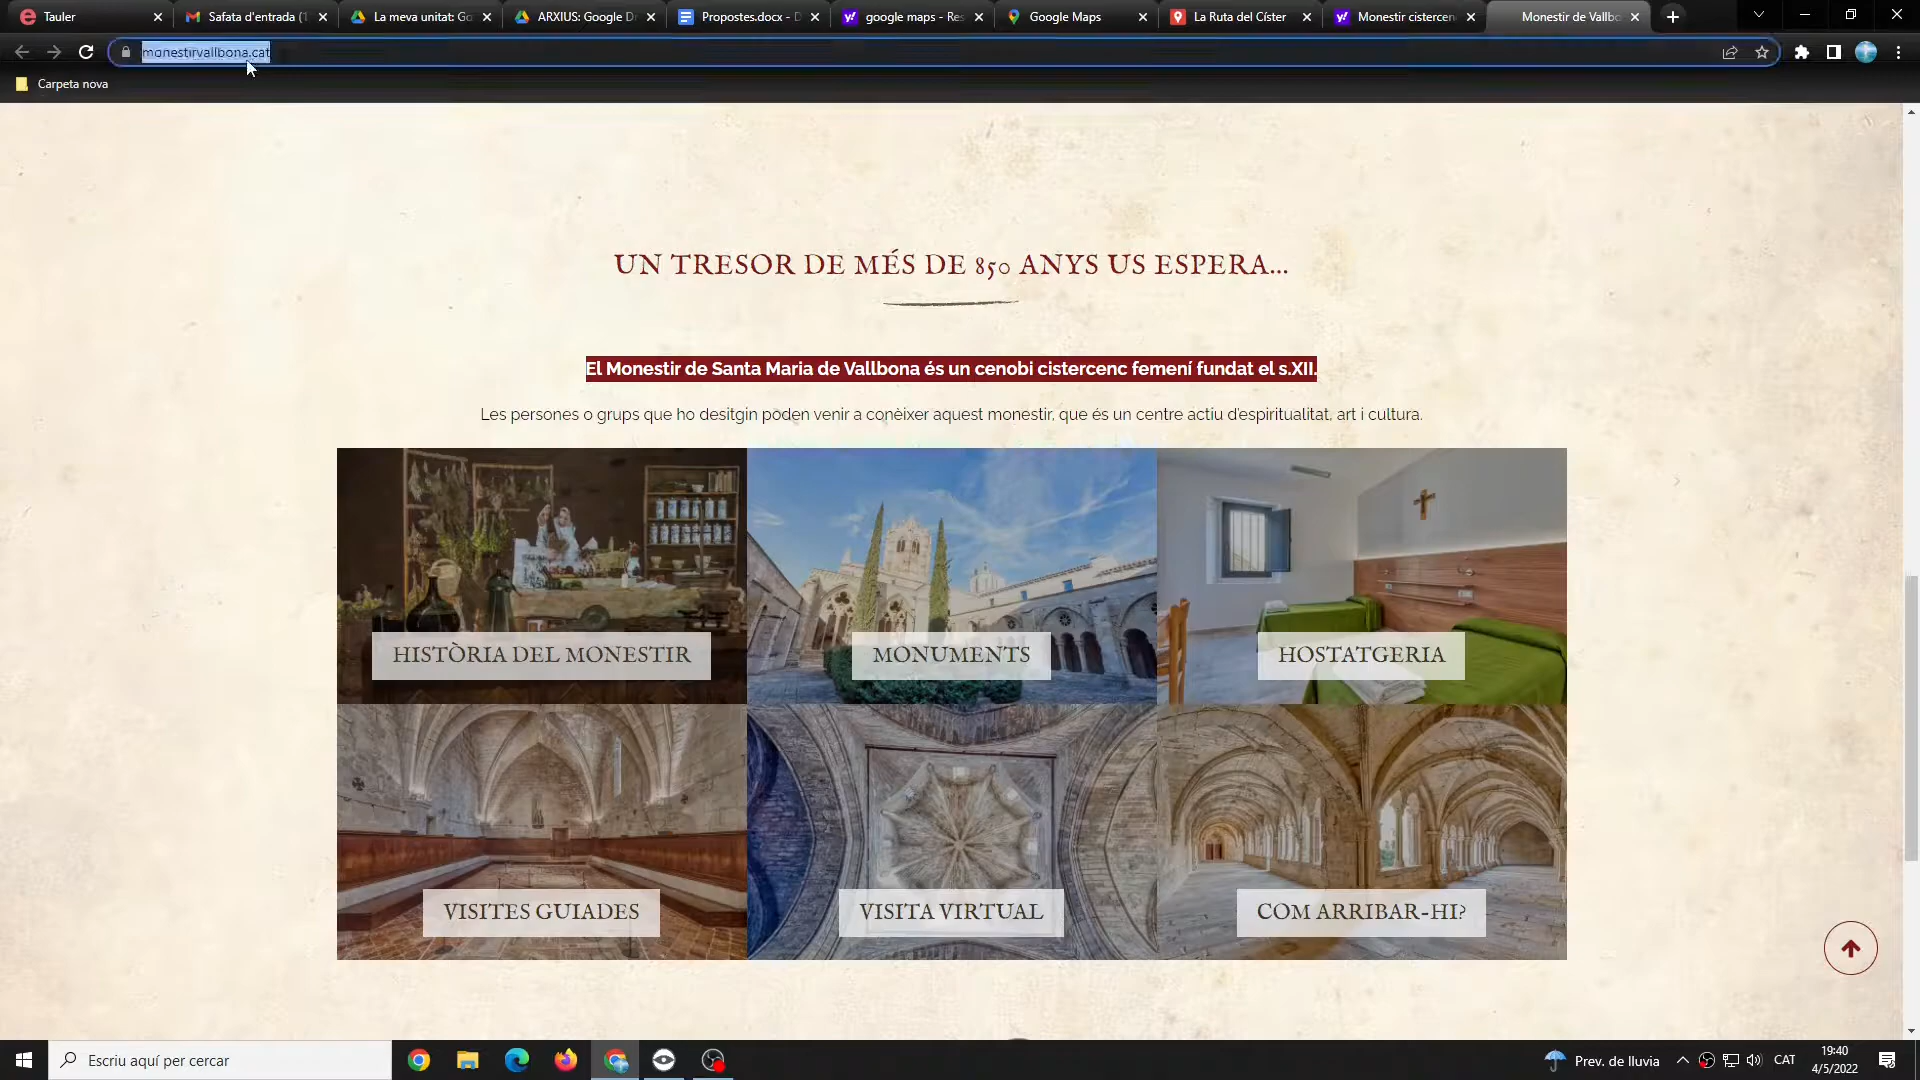 Tauler
Safata d'entrada (1
La meva unitat: Go
ARXIUS: Google Dr
Propostes.docx - D
google maps - Res
Google Maps
La Ruta del Císter
Monestir cistercen
Monestir de Vallbo
monestirvallbona.cat
Carpeta nova
UN TRESOR DE MÉS DE 850 ANYS US ESPERA...
El Monestir de Santa Maria de Vallbona és un cenobi cistercenc femení fundat el s.XII.
Les persones o grups que ho desitgin poden venir a conèixer aquest monestir, que és un centre actiu d'espiritualitat, art i cultura.
HISTÒRIA DEL MONESTIR
MONUMENTS
HOSTATGERIA
VISITES GUIADES
VISITA VIRTUAL
COM ARRIBAR-HI?
Escriu aquí per cercar
Prev. de lluvia
CAT
19:40
4/5/2022